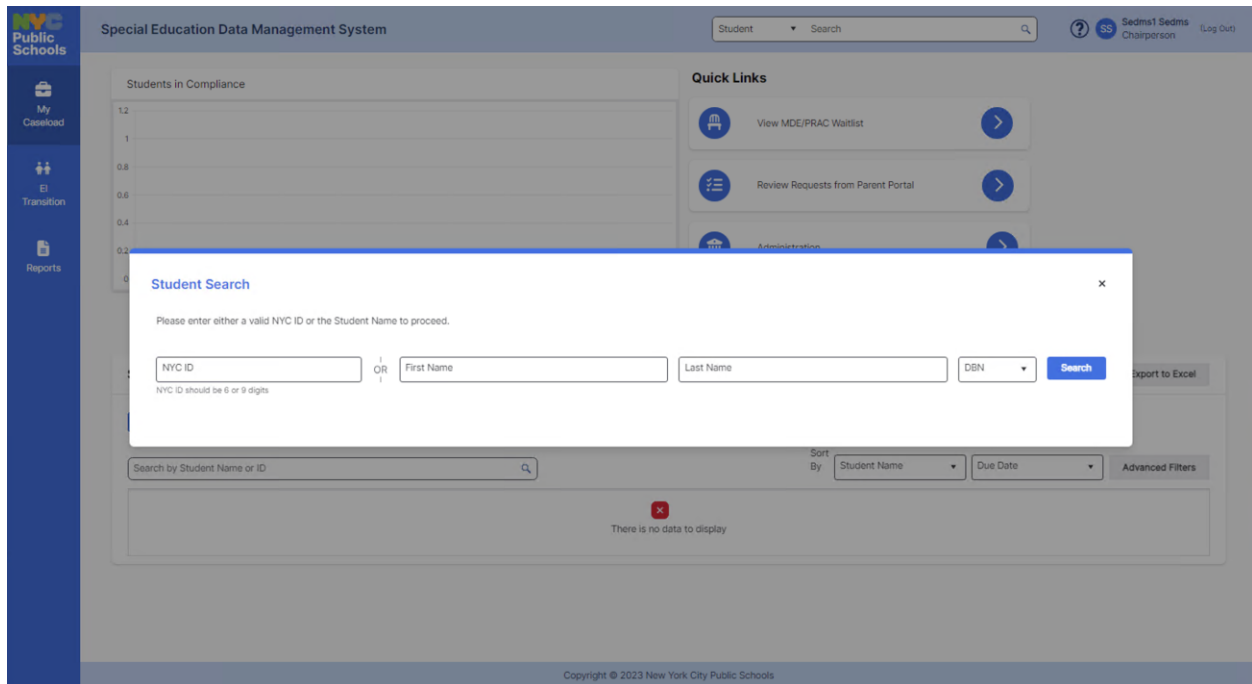 NYC
Public
Schools
Special Education Data Management System
Student
Search
SS
Sedms1 Sedms
Chairperson
(Log Out)
My
Caseload
EI
Transition
Reports
Students in Compliance
1.2
1
0.8
0.6
0.4
0.2
0
Quick Links
View MDE/PRAC Waitlist
Review Requests from Parent Portal
Administration
Student Search
Please enter either a valid NYC ID or the Student Name to proceed.
NYC ID
OR
First Name
Last Name
DBN
Search
NYC ID should be 6 or 9 digits
Export to Excel
Search by Student Name or ID
Sort
By
Student Name
Due Date
Advanced Filters
There is no data to display
Copyright © 2023 New York City Public Schools